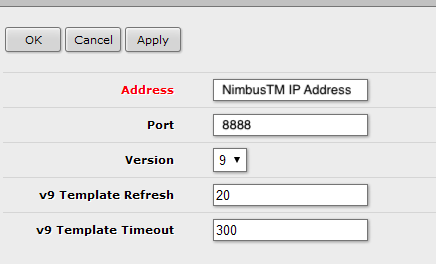 OK Cancel Apply
Address NimbusTM IP Address
Port 8888
Version 9
v9 Template Refresh 20
v9 Template Timeout 300